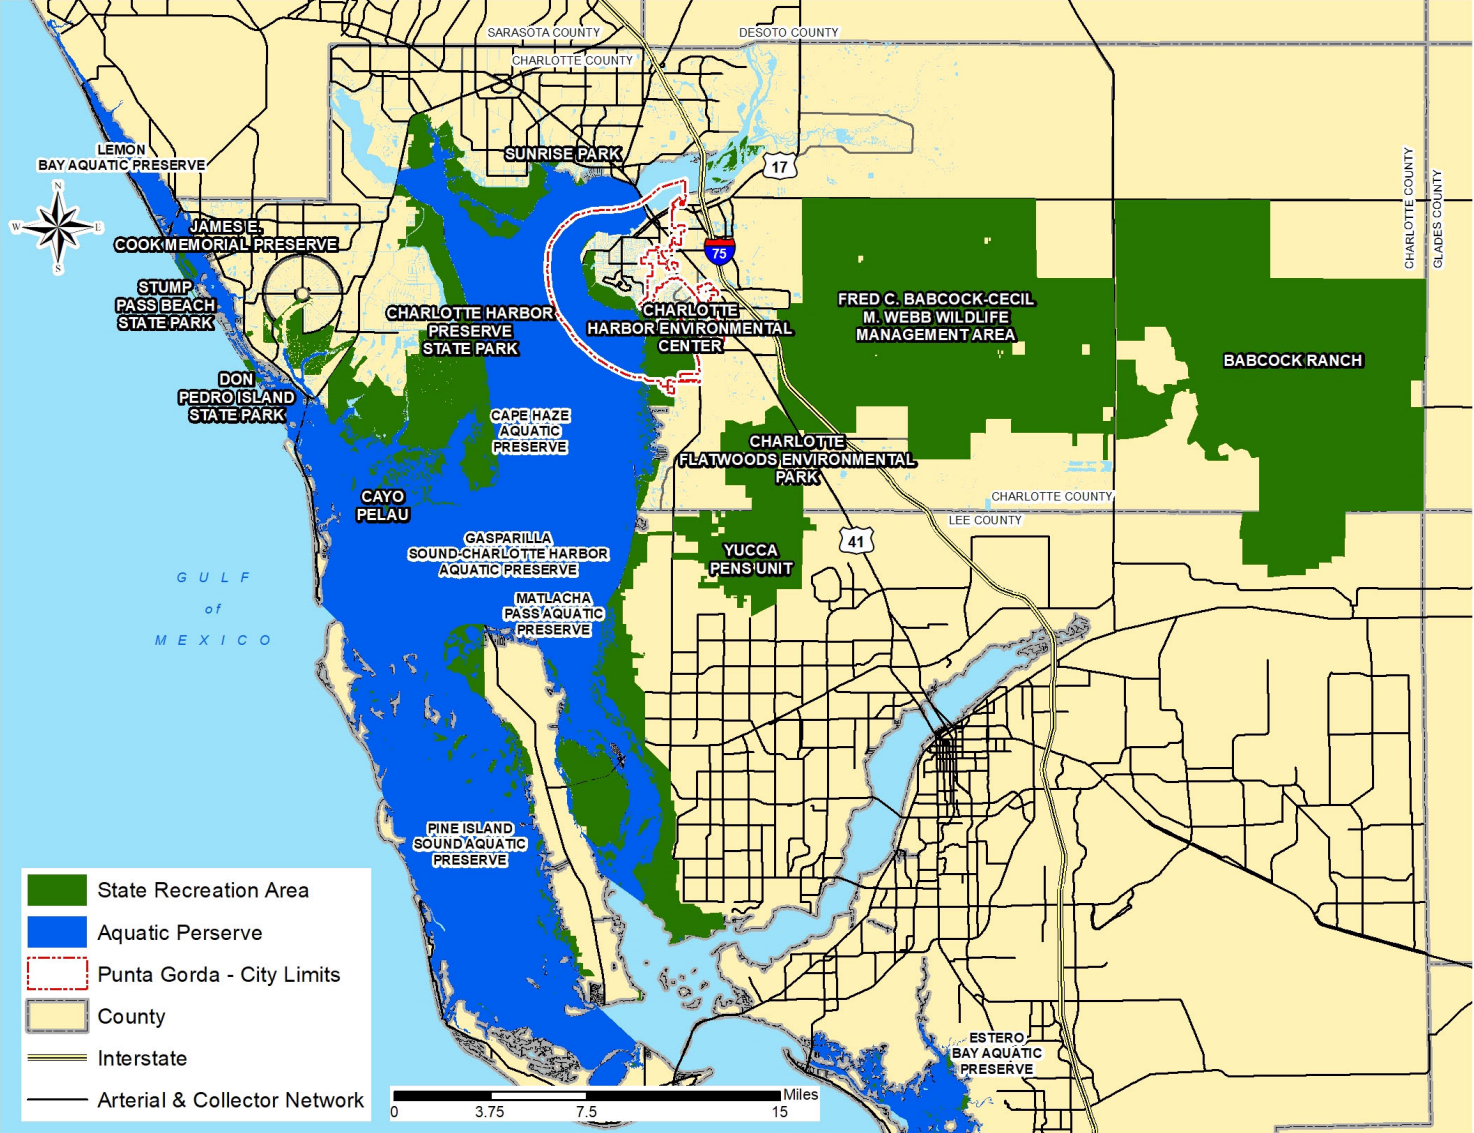 SARASOTA COUNTY
DESOTO COUNTY
CHARLOTTE COUNTY
LEMON
BAY AQUATIC PRESERVE
SUNRISE PARK
17
N
W
E
S
JAMES E.
COOK MEMORIAL PRESERVE
CHARLOTTE COUNTY
GLADES COUNTY
75
STUMP
PASS BEACH
STATE PARK
CHARLOTTE HARBOR
PRESERVE
STATE PARK
CHARLOTTE
HARBOR ENVIRONMENTAL
CENTER
FRED C. BABCOCK-CECIL
M. WEBB WILDLIFE
MANAGEMENT AREA
BABCOCK RANCH
DON
PEDRO ISLAND
STATE PARK
CAPE HAZE
AQUATIC
PRESERVE
CHARLOTTE
FLATWOODS ENVIRONMENTAL
PARK
CAYO
PELAU
CHARLOTTE COUNTY
LEE COUNTY
GASPARILLA
SOUND-CHARLOTTE HARBOR
AQUATIC PRESERVE
YUCCA
PENS UNIT
41
GULF
of
MEXICO
MATLACHA
PASS AQUATIC
PRESERVE
PINE ISLAND
SOUND AQUATIC
PRESERVE
ESTERO
BAY AQUATIC
PRESERVE
State Recreation Area
Aquatic Perserve
Punta Gorda - City Limits
County
Interstate
Arterial & Collector Network
Miles
0 3.75 7.5 15